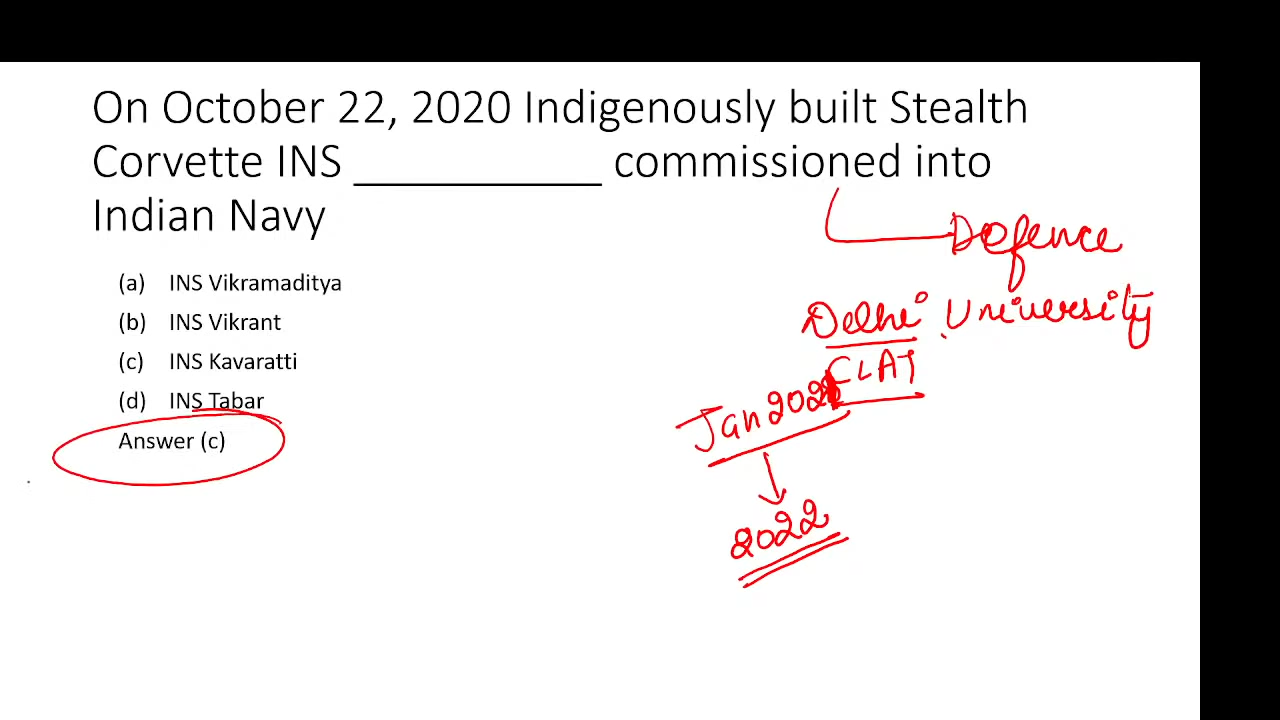 On October 22, 2020 Indigenously built Stealth
Corvette INS ___________ commissioned into
Indian Navy
Defence
(a) INS Vikramaditya
Delhi University
(b) INS Vikrant
(c) INS Kavaratti
CLAT
(d) INS Tabar
Jan 202
Answer (c)
2022